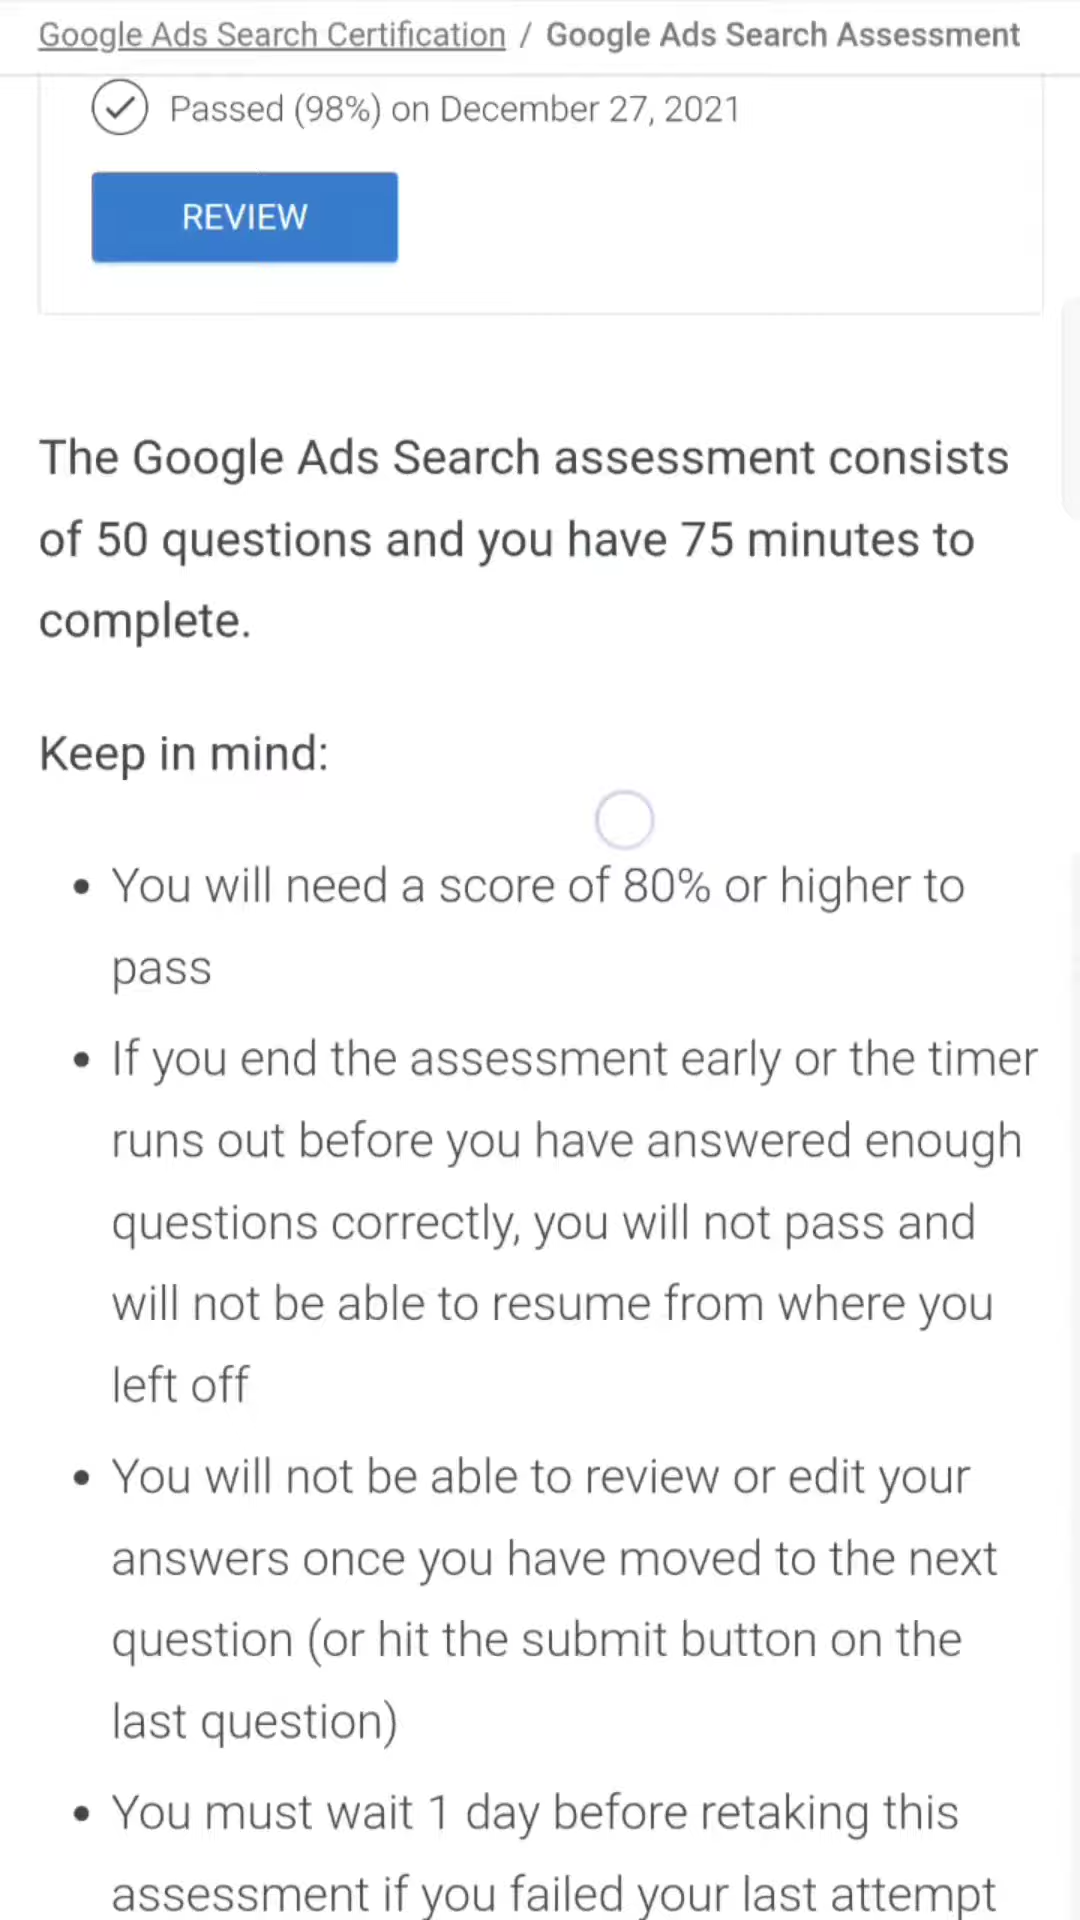 Google Ads Search Certification / Google Ads Search Assessment
Passed (98%) on December 27, 2021
REVIEW
The Google Ads Search assessment consists
of 50 questions and you have 75 minutes to
complete.
Keep in mind:
• You will need a score of 80% or higher to
pass
• If you end the assessment early or the timer
runs out before you have answered enough
questions correctly, you will not pass and
will not be able to resume from where you
left off
• You will not be able to review or edit your
answers once you have moved to the next
question (or hit the submit button on the
last question)
• You must wait 1 day before retaking this
assessment if you failed your last attempt